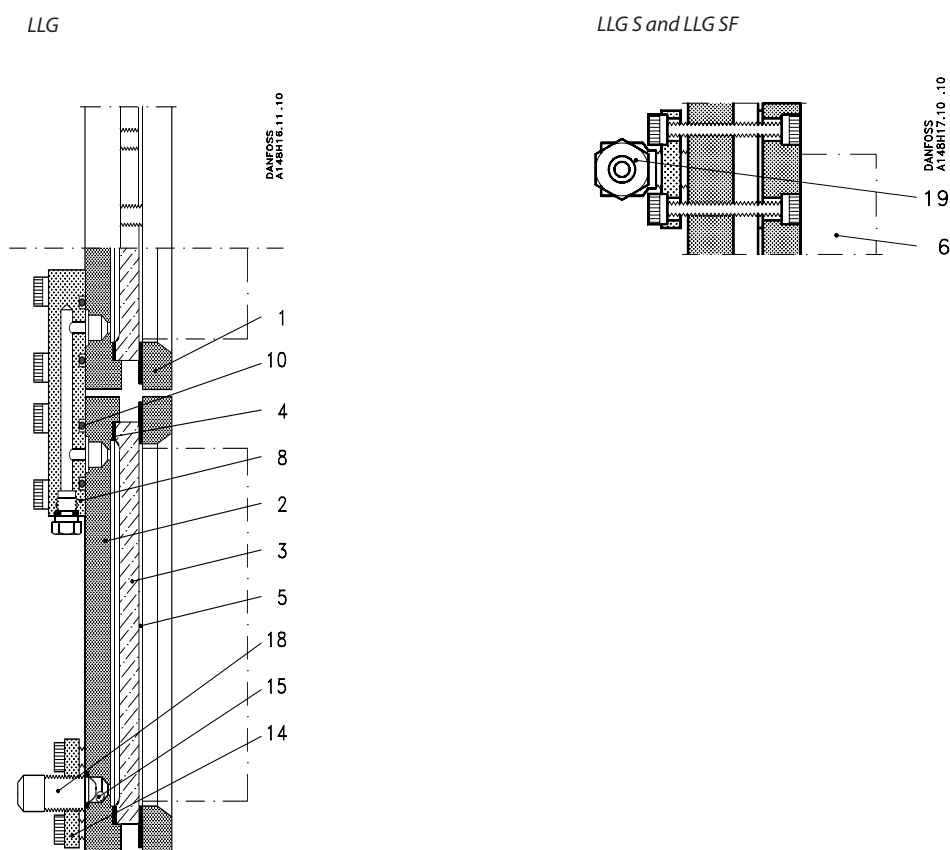 LLG
LLG S and LLG SF
DANFOSS
A148H16.11.10
DANFOSS
A148H17.10 .10
19
6
1
10
4
8
2
3
5
18
15
14